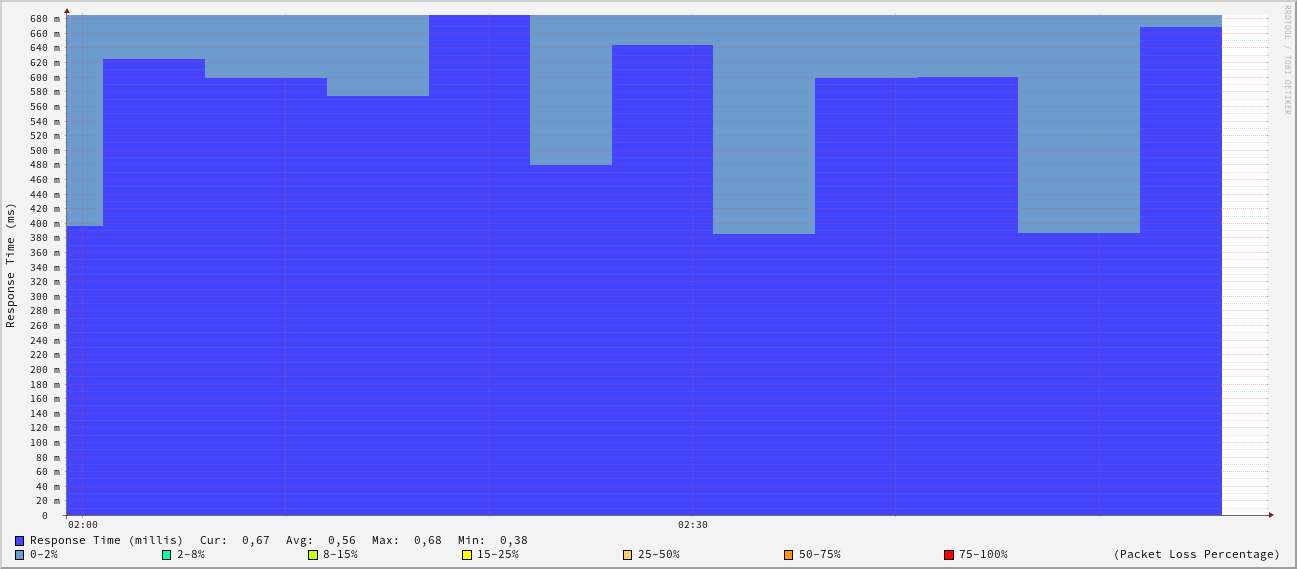 680 m
660 m
640 m
620 m
600 m
580 m
560 m
540 m
520 m
500 m
480 m
460 m
440 m
420 m
400 m
380 m
360 m
340 m
320 m
300 m
280 m
260 m
240 m
220 m
200 m
180 m
160 m
140 m
120 m
100 m
80 m
60 m
40 m
20 m
0
Response Time (ms)
RRDTOOL / TOBI OETIKER
02:00 02:30
Response Time (millis) Cur: 0,67 Avg: 0,56 Max: 0,68 Min: 0,38
0-2% 2-8% 8-15% 15-25% 25-50% 50-75% 75-100% (Packet Loss Percentage)